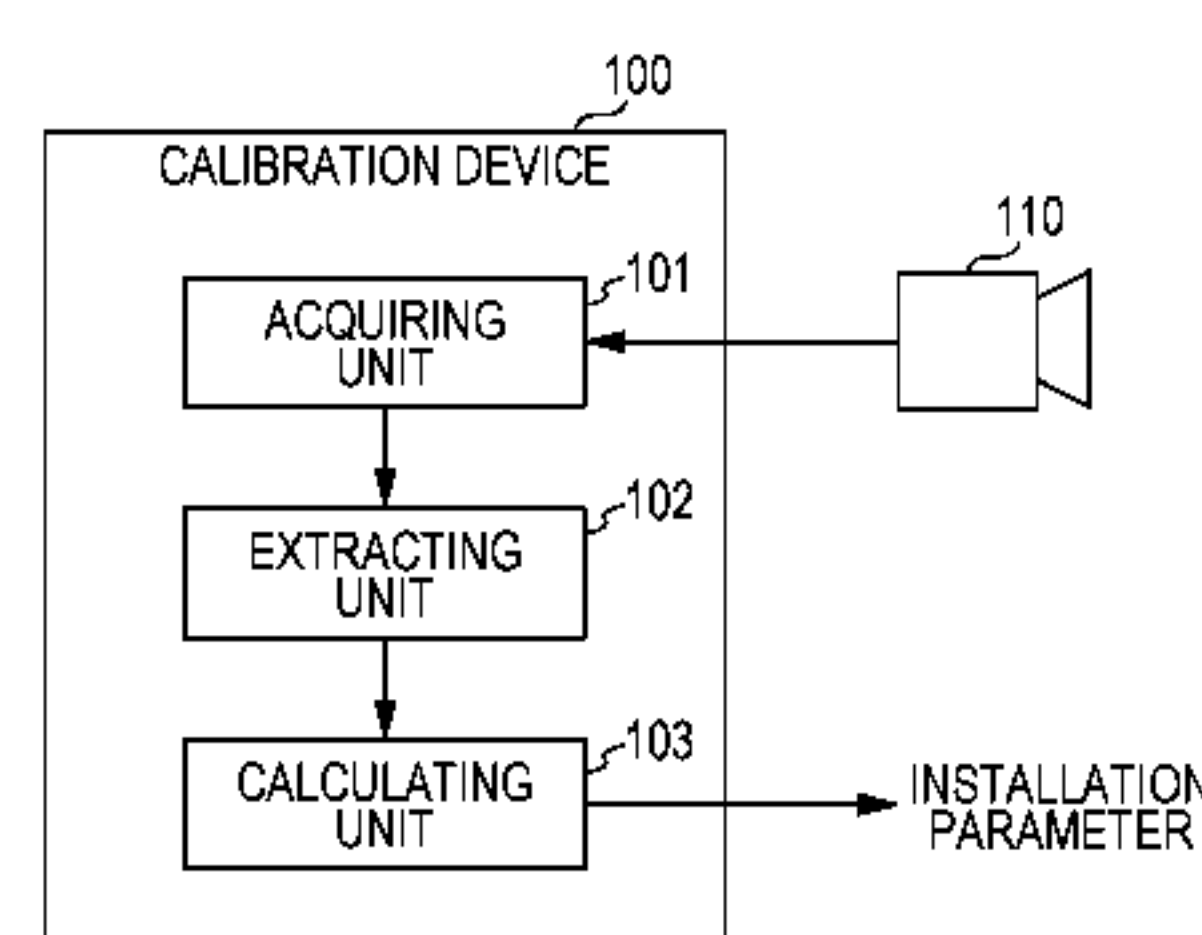 100
CALIBRATION DEVICE
110
101
ACQUIRING
UNIT
102
EXTRACTING
UNIT
103
CALCULATING
UNIT
INSTALLATION
PARAMETER